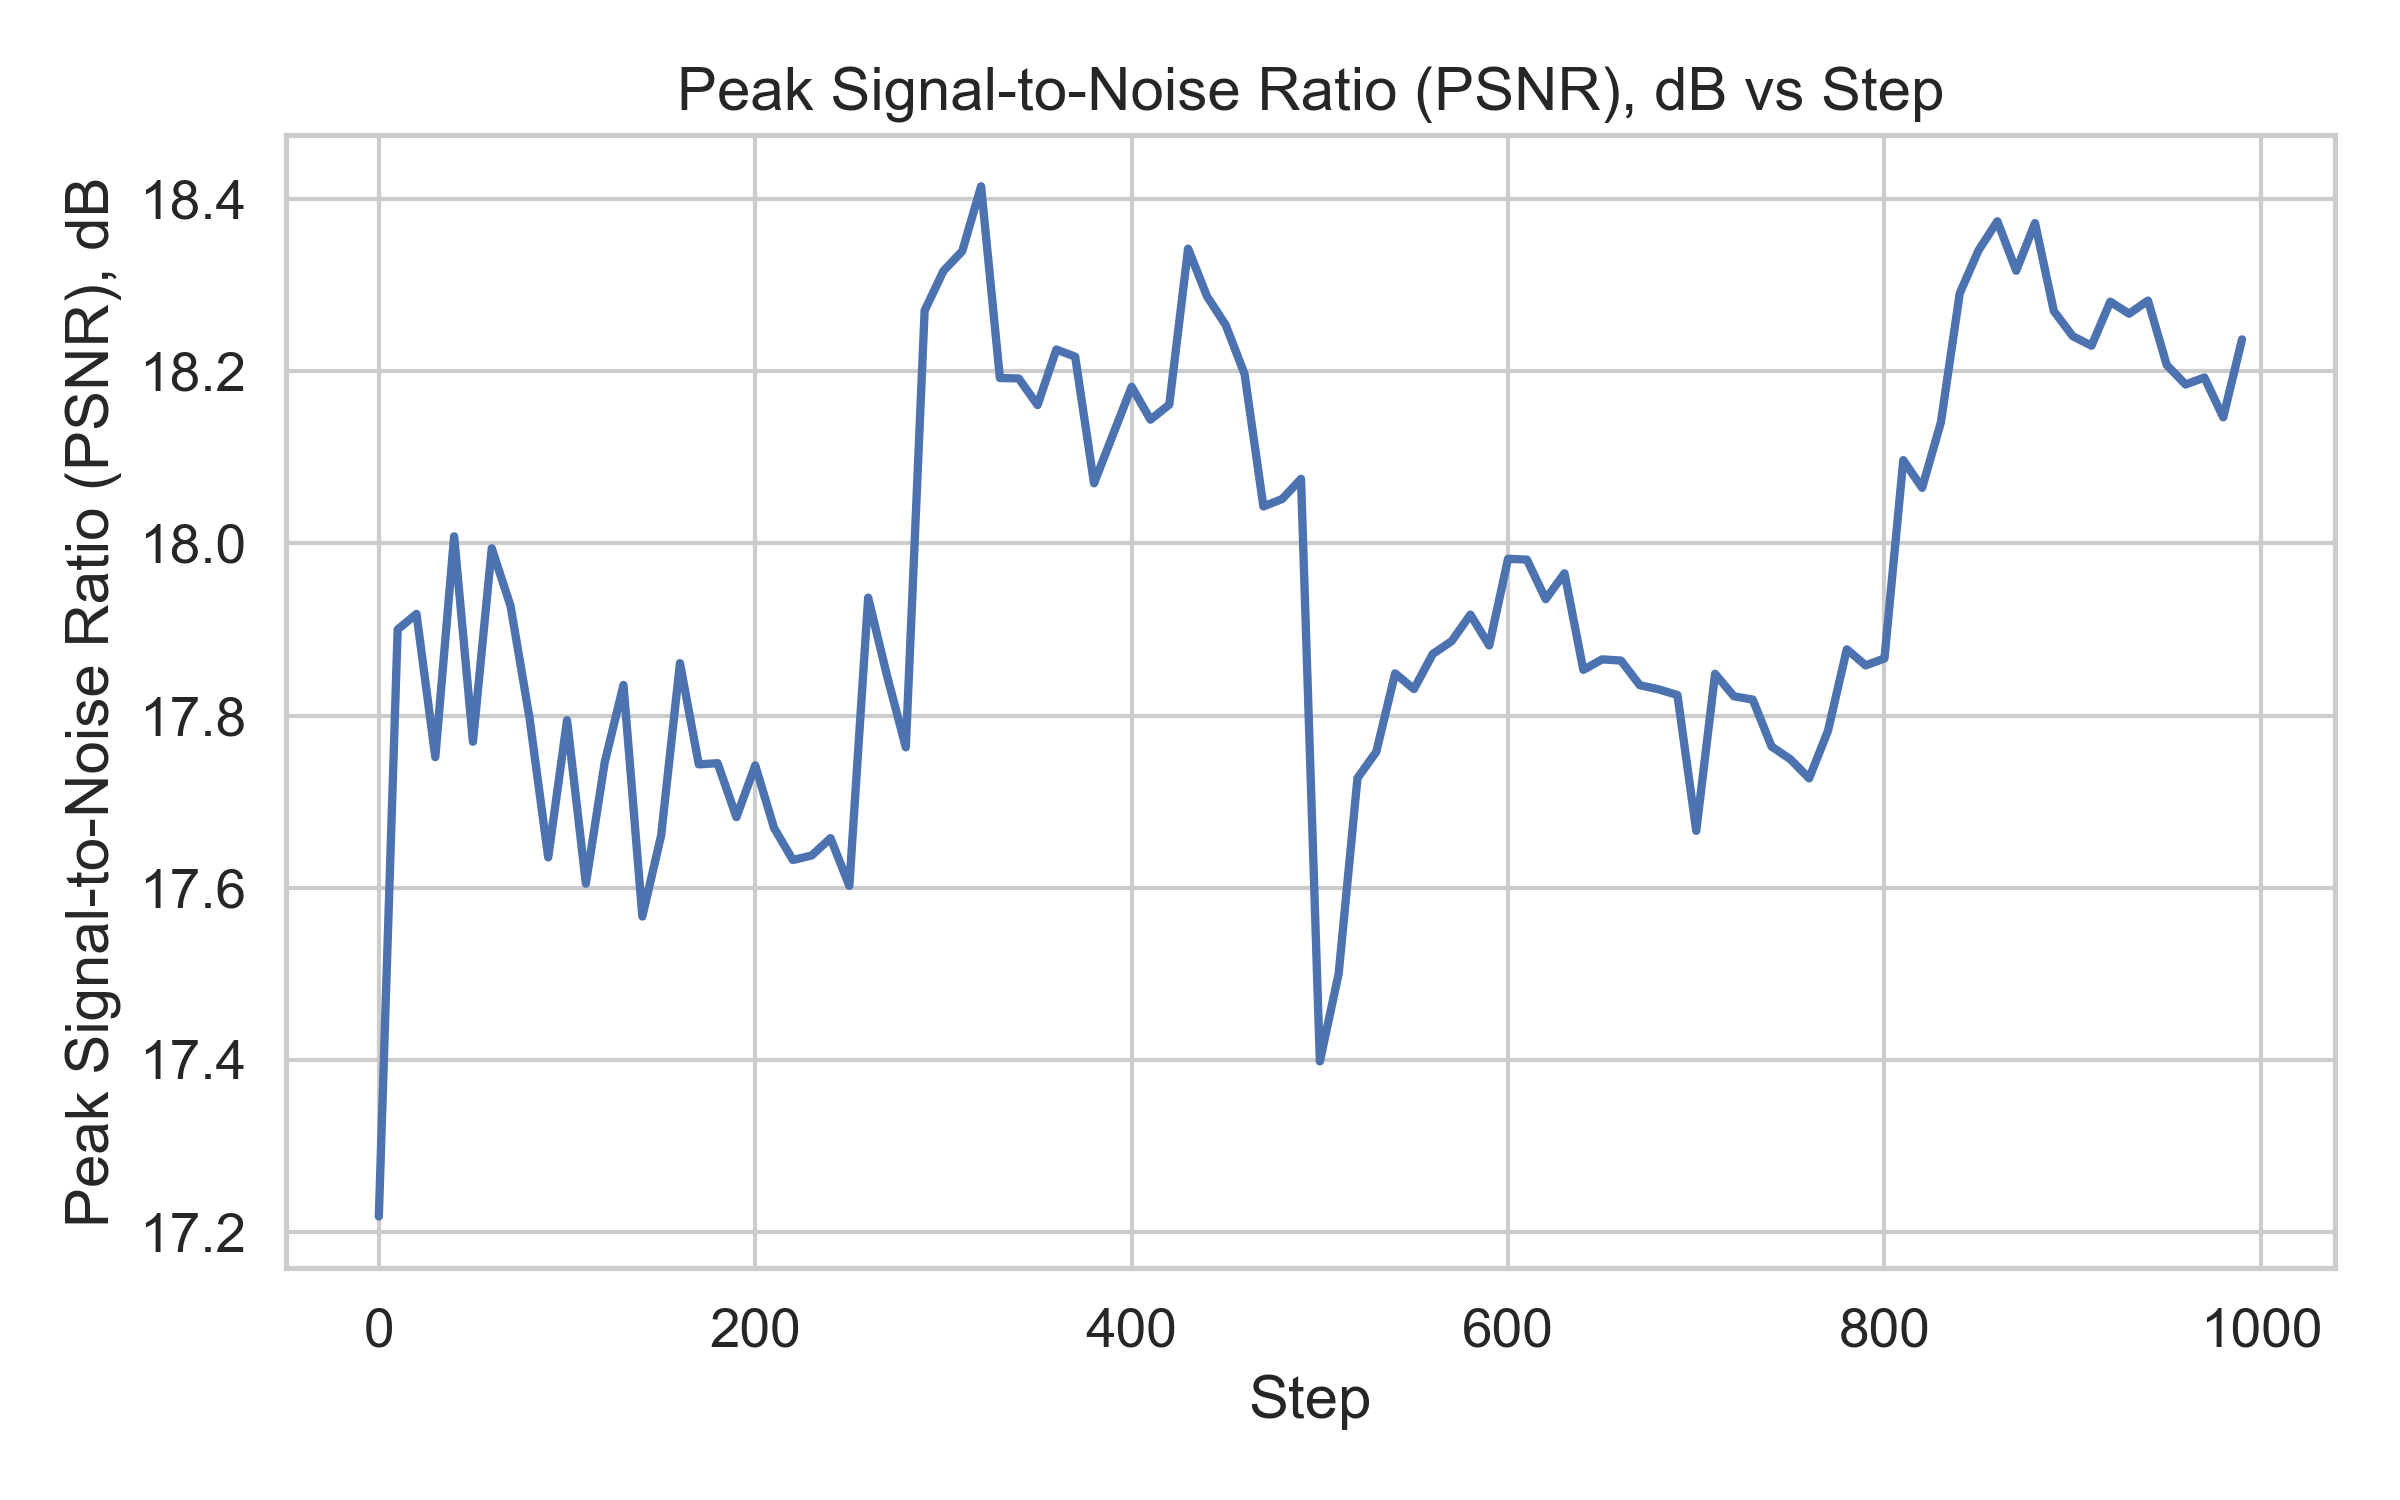 Peak Signal-to-Noise Ratio (PSNR), dB vs Step
Peak Signal-to-Noise Ratio (PSNR), dB
18.4
18.2
18.0
17.8
17.6
17.4
17.2
0 200 400 600 800 1000
Step